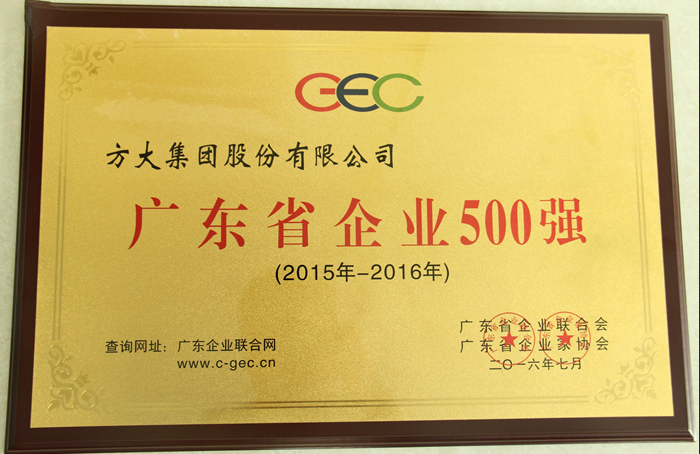 GEC
方大集团股份有限公司
广东省企业500强
(2015年-2016年)
广东省企业联合会
查询网址：广东企业联合网
广东省企业家协会
www.c-gec.cn
二〇一六年七月